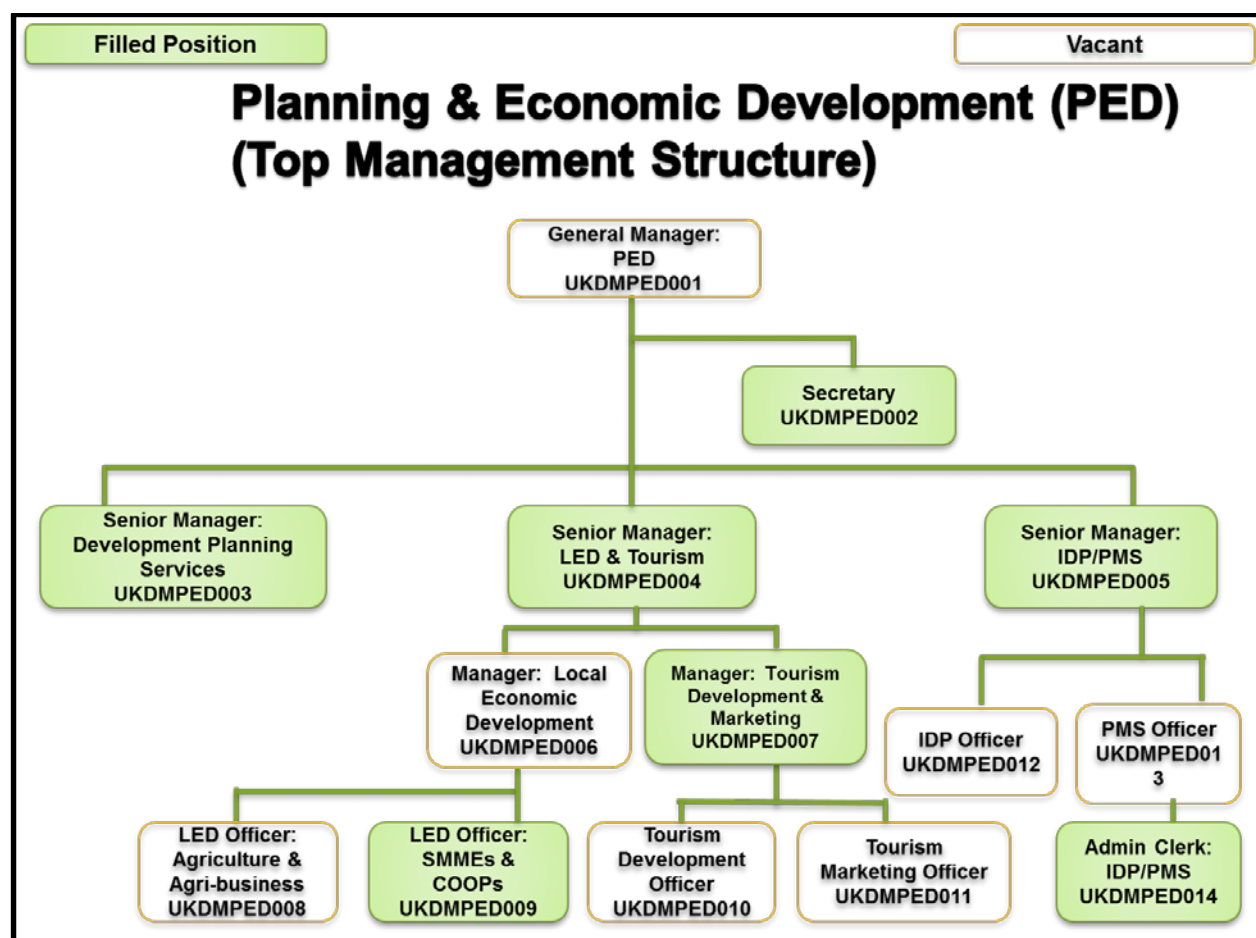 Filled Position
Vacant
Planning & Economic Development (PED)
(Top Management Structure)
General Manager:
PED
UKDMPED001
Secretary
UKDMPED002
Senior Manager:
Development Planning
Services
UKDMPED003
Senior Manager:
LED & Tourism
UKDMPED004
Senior Manager:
IDP/PMS
UKDMPED005
Manager: Local
Economic
Development
UKDMPED006
Manager: Tourism
Development &
Marketing
UKDMPED007
IDP Officer
UKDMPED012
PMS Officer
UKDMPED01
3
LED Officer:
Agriculture &
Agri-business
UKDMPED008
LED Officer:
SMMEs &
COOPs
UKDMPED009
Tourism
Development
Officer
UKDMPED010
Tourism
Marketing Officer
UKDMPED011
Admin Clerk:
IDP/PMS
UKDMPED014